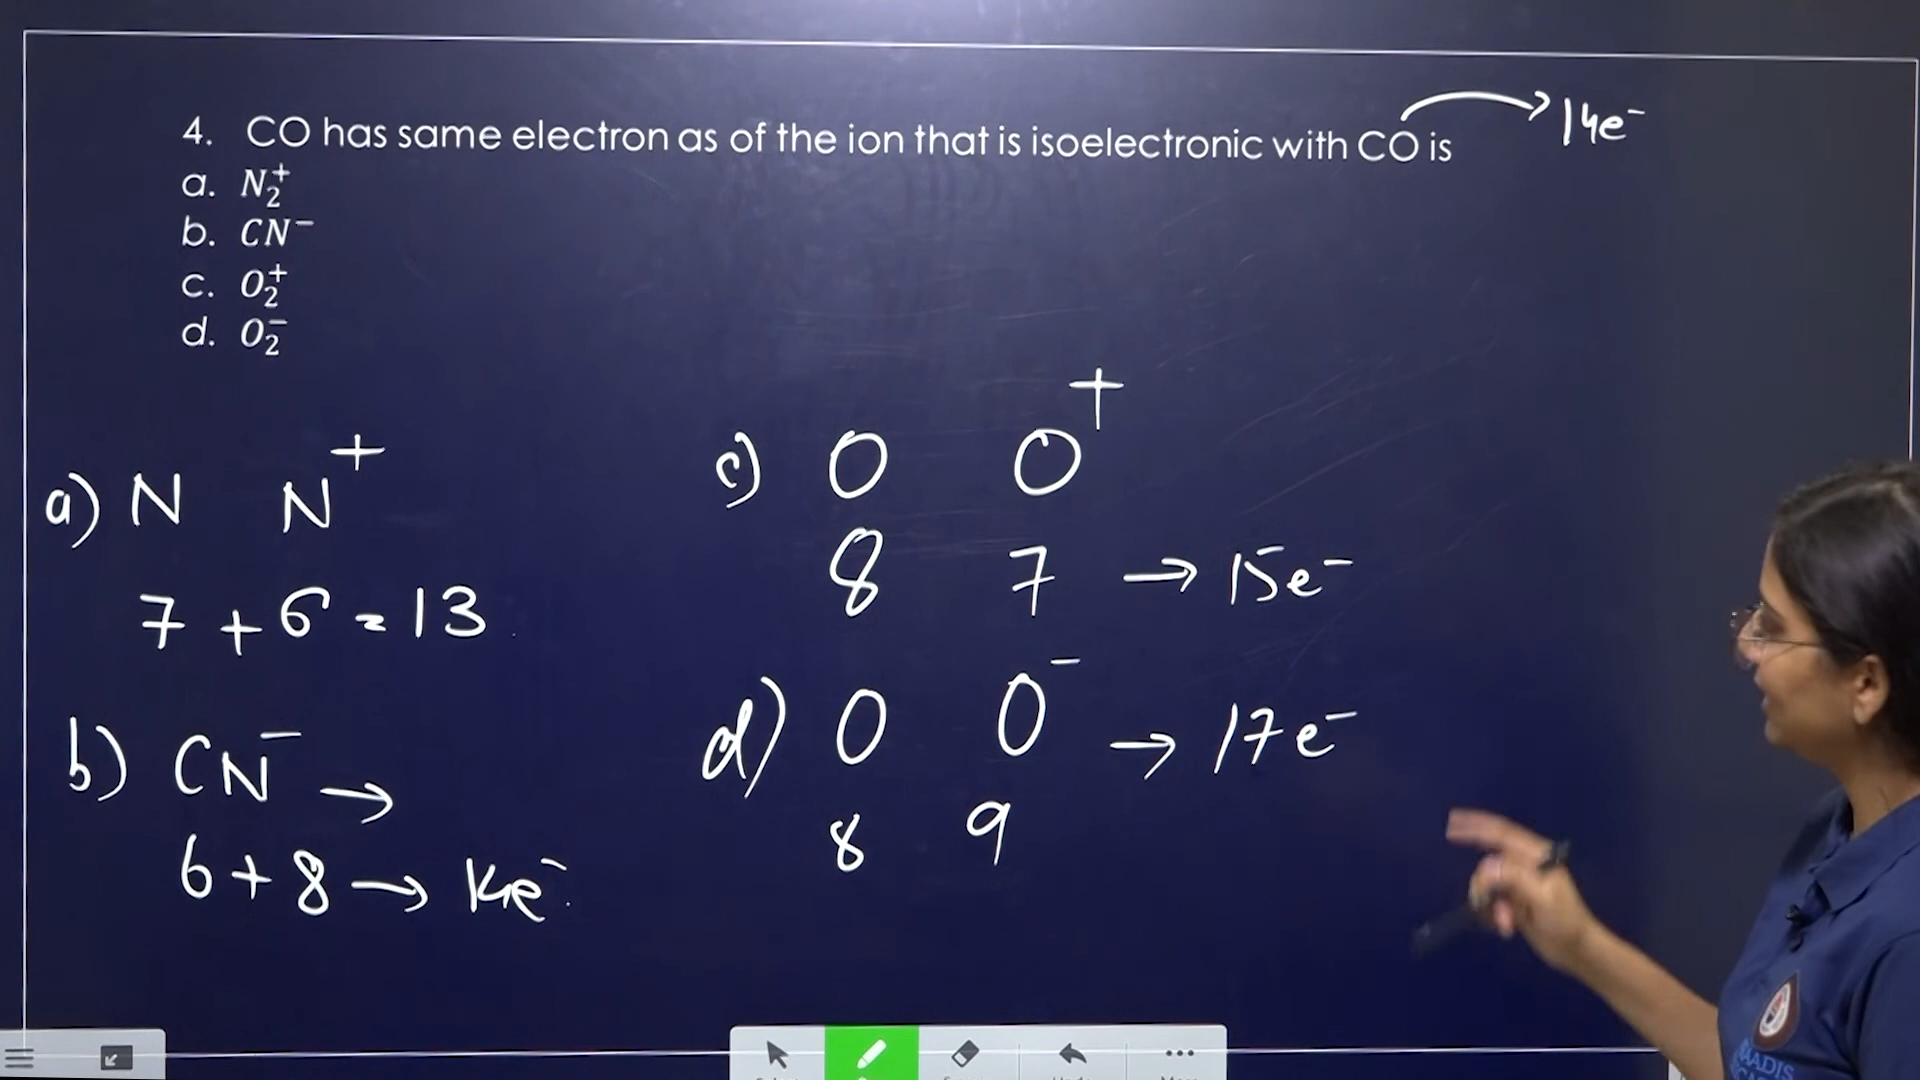 4. CO has same electron as of the ion that is isoelectronic with CO is → 14e⁻
a. N₂⁺
b. CN⁻
c. O₂⁺
d. O₂⁻
a) N N⁺
7 + 6 = 13
b) CN⁻ →
6 + 8 → 14e⁻
c) O O⁺
8 7 → 15e⁻
d) O O⁻ → 17e⁻
8 9